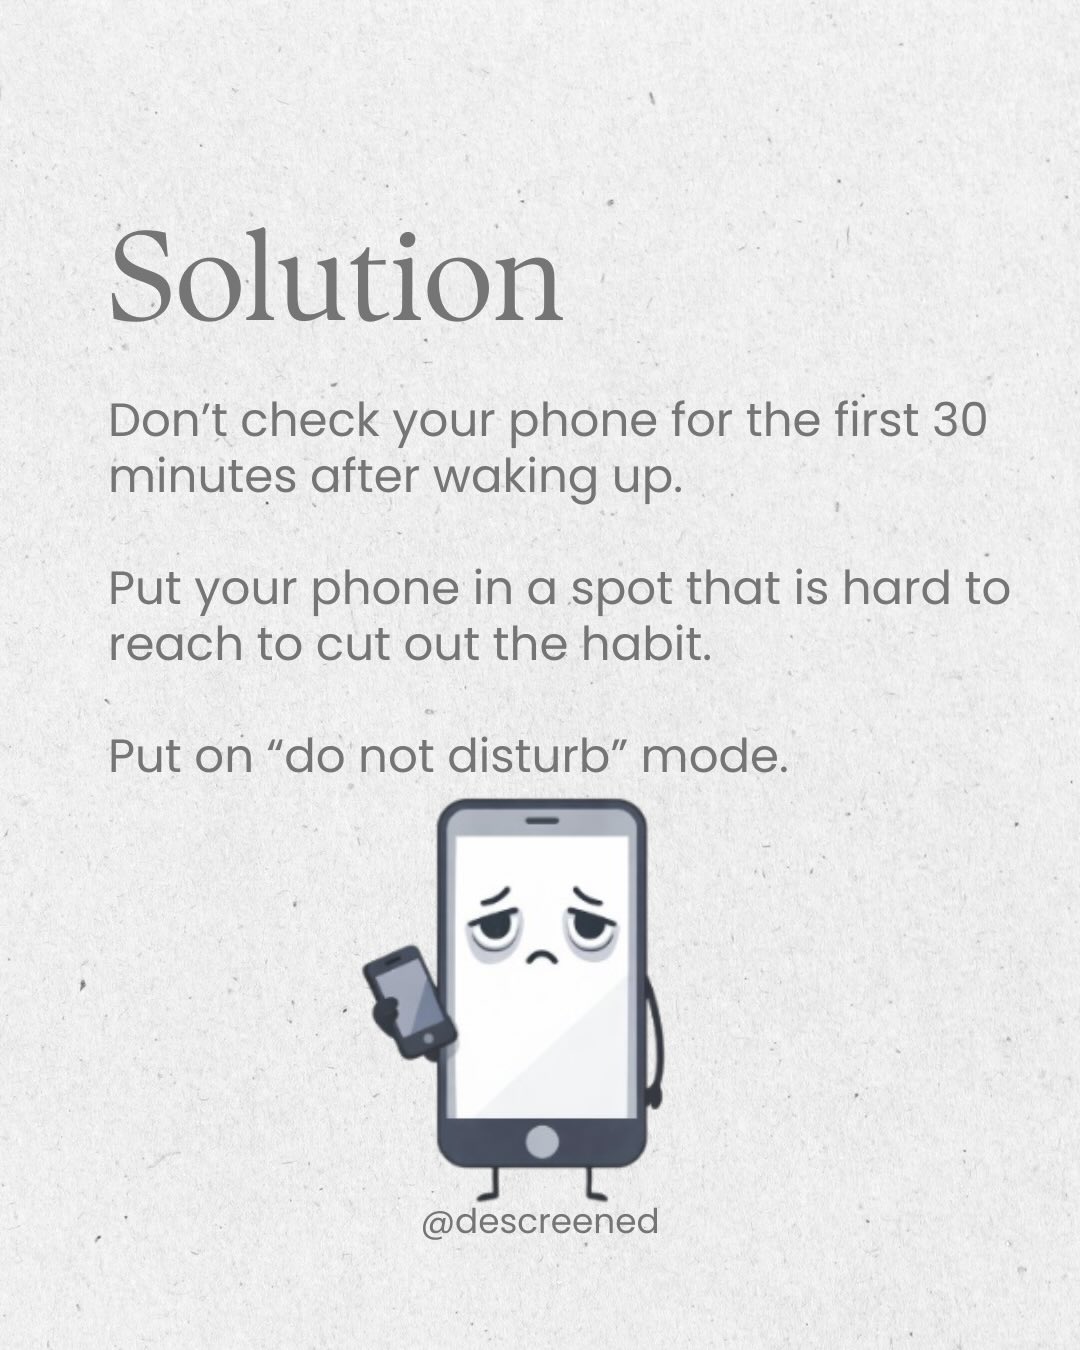 Solution
Don’t check your phone for the first 30
minutes after waking up.
Put your phone in a spot that is hard to
reach to cut out the habit.
Put on “do not disturb” mode.
@descreened